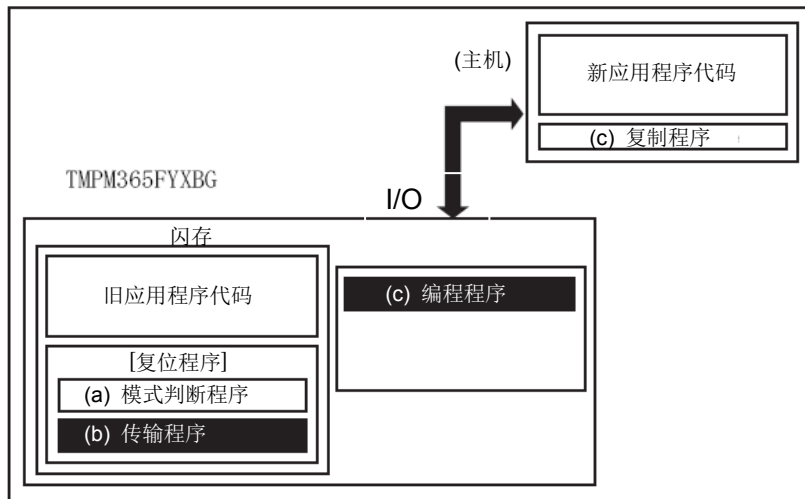 (主机)
新应用程序代码
(c) 复制程序
TMPM365FYXBG
I/O
闪存
旧应用程序代码
(c) 编程程序
[复位程序]
(a) 模式判断程序
(b) 传输程序